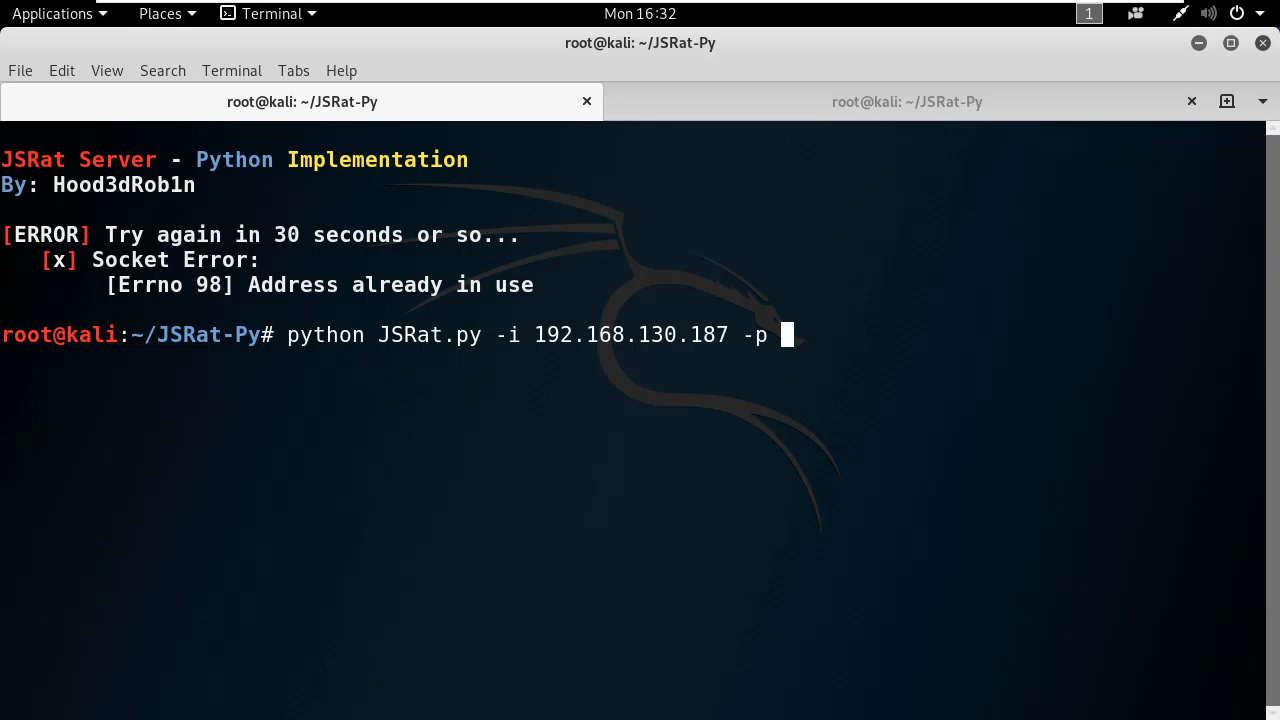 Applications Places Terminal Mon 16:32 1
root@kali: ~/JSRat-Py
File Edit View Search Terminal Tabs Help
root@kali: ~/JSRat-Py root@kali: ~/JSRat-Py
JSRat Server - Python Implementation
By: Hood3dRob1n
[ERROR] Try again in 30 seconds or so...
[x] Socket Error:
[Errno 98] Address already in use
root@kali:~/JSRat-Py# python JSRat.py -i 192.168.130.187 -p